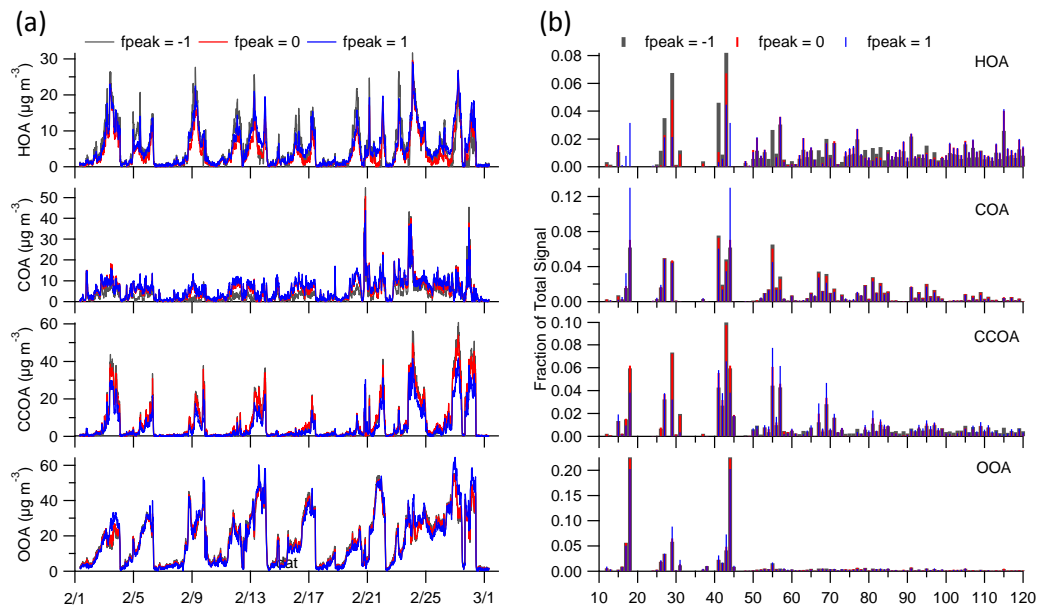 (a)
fpeak = -1 fpeak = 0 fpeak = 1
HOA (µg m⁻³)
30
20
10
0
COA (µg m⁻³)
50
40
30
20
10
0
CCOA (µg m⁻³)
60
40
20
0
OOA (µg m⁻³)
60
40
20
0
2/1 2/5 2/9 2/13 2/17 2/21 2/25 3/1
(b)
fpeak = -1 fpeak = 0 fpeak = 1
Fraction of Total Signal
HOA
0.08
0.06
0.04
0.02
0.00
COA
0.12
0.08
0.04
0.00
CCOA
0.10
0.08
0.06
0.04
0.02
0.00
OOA
0.20
0.15
0.10
0.05
0.00
10 20 30 40 50 60 70 80 90 100 110 120